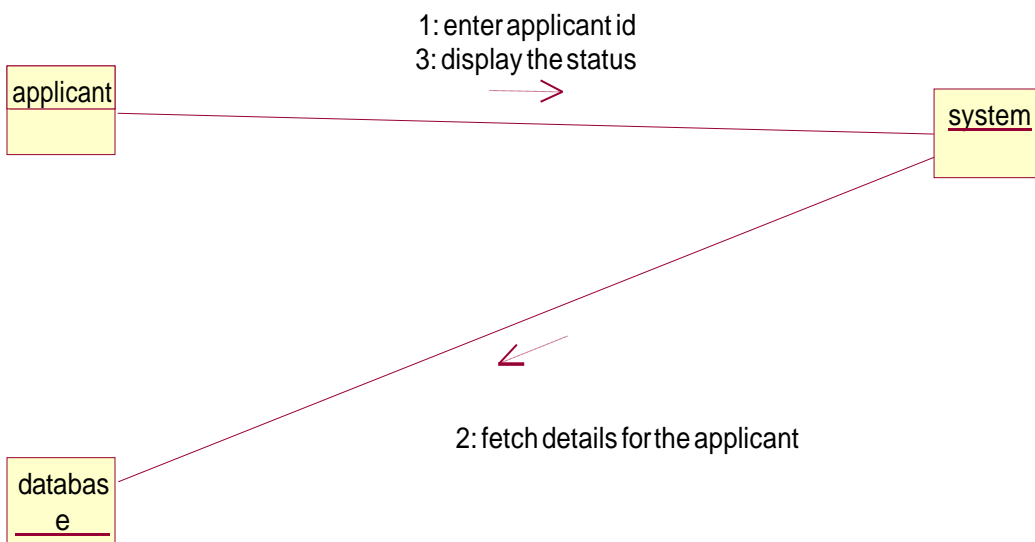 1: enter applicant id
3: display the status
applicant
system
2: fetch details for the applicant
databas
e